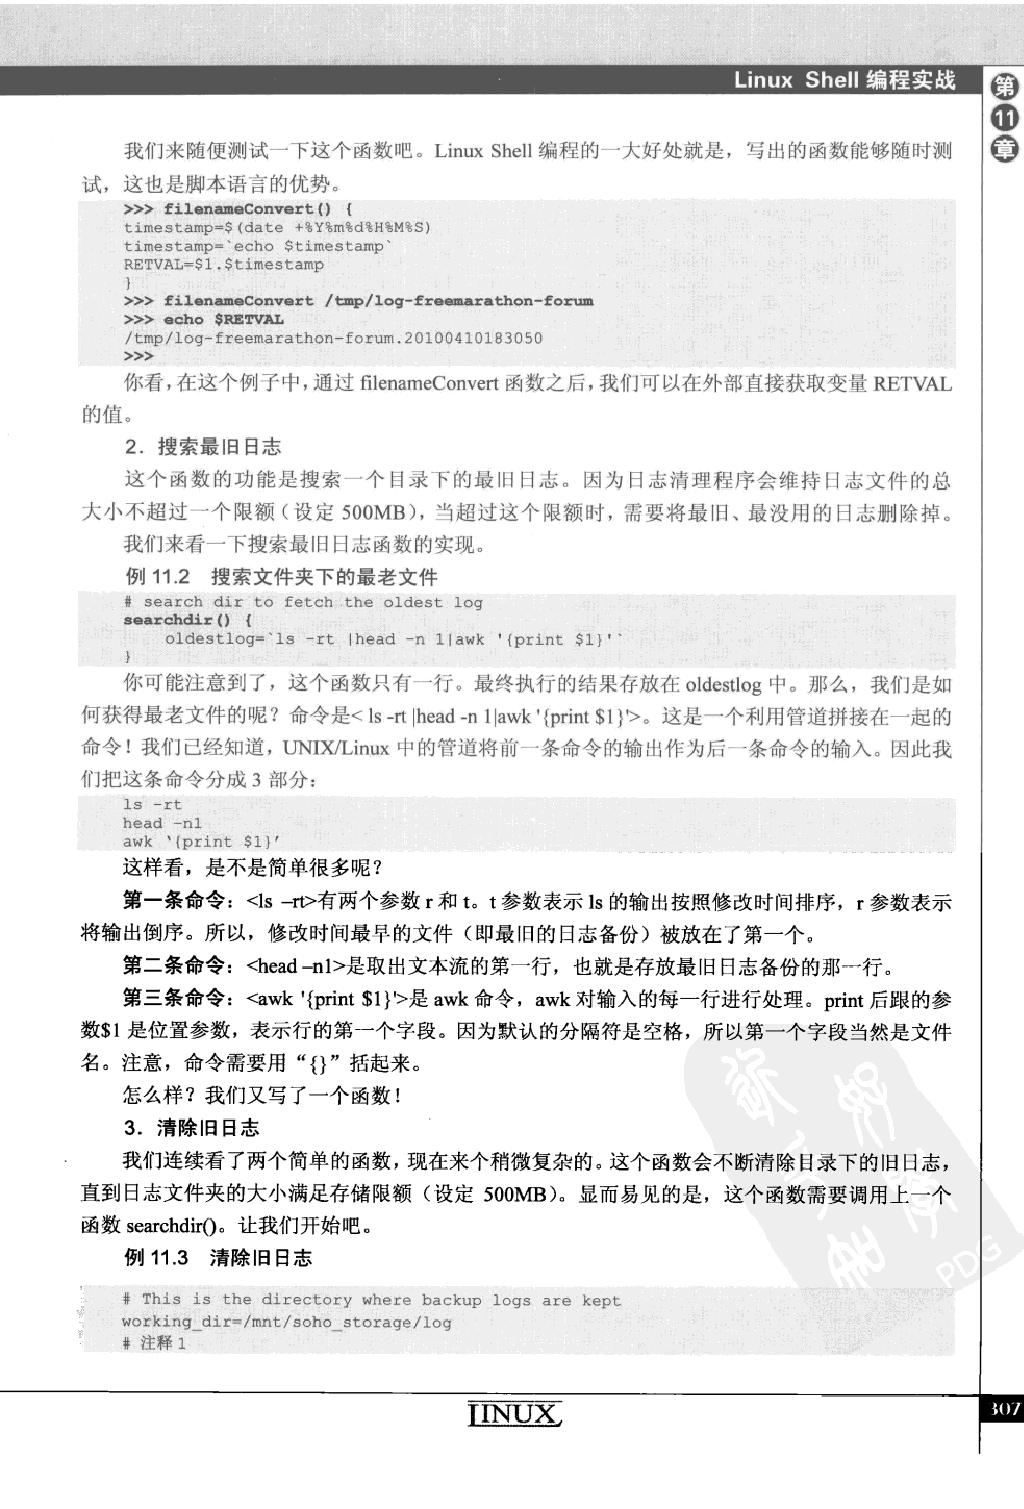 Linux Shell 编程实战
第
11
章
我们来随便测试一下这个函数吧。Linux Shell 编程的一大好处就是，写出的函数能够随时测
试，这也是脚本语言的优势。
>>> filenameConvert() {
timestamp=$(date +%Y%m%d%H%M%S)
timestamp=`echo $timestamp`
RETVAL=$1.$timestamp
}
>>> filenameConvert /tmp/log-freemarathon-forum
>>> echo $RETVAL
/tmp/log-freemarathon-forum.20100410183050
>>>
你看，在这个例子中，通过 filenameConvert 函数之后，我们可以在外部直接获取变量 RETVAL
的值。
2．搜索最旧日志
这个函数的功能是搜索一个目录下的最旧日志。因为日志清理程序会维持日志文件的总
大小不超过一个限额（设定 500MB），当超过这个限额时，需要将最旧、最没用的日志删除掉。
我们来看一下搜索最旧日志函数的实现。
例 11.2 搜索文件夹下的最老文件
# search dir to fetch the oldest log
searchdir() {
oldestlog=`ls -rt |head -n 1|awk '{print $1}'`
}
你可能注意到了，这个函数只有一行。最终执行的结果存放在 oldestlog 中。那么，我们是如
何获得最老文件的呢？命令是< ls -rt |head -n 1|awk '{print $1}'>。这是一个利用管道拼接在一起的
命令！我们已经知道，UNIX/Linux 中的管道将前一条命令的输出作为后一条命令的输入。因此我
们把这条命令分成 3 部分：
ls -rt
head -n1
awk '{print $1}'
这样看，是不是简单很多呢？
第一条命令：<ls –rt>有两个参数 r 和 t。t 参数表示 ls 的输出按照修改时间排序，r 参数表示
将输出倒序。所以，修改时间最早的文件（即最旧的日志备份）被放在了第一个。
第二条命令：<head –n1>是取出文本流的第一行，也就是存放最旧日志备份的那一行。
第三条命令：<awk '{print $1}'>是 awk 命令，awk 对输入的每一行进行处理。print 后跟的参
数$1 是位置参数，表示行的第一个字段。因为默认的分隔符是空格，所以第一个字段当然是文件
名。注意，命令需要用“{}”括起来。
怎么样？我们又写了一个函数！
3．清除旧日志
我们连续看了两个简单的函数，现在来个稍微复杂的。这个函数会不断清除目录下的旧日志，
直到日志文件夹的大小满足存储限额（设定 500MB）。显而易见的是，这个函数需要调用上一个
函数 searchdir()。让我们开始吧。
例 11.3 清除旧日志
# This is the directory where backup logs are kept
working_dir=/mnt/soho_storage/log
# 注释 1
PDG
LINUX
307